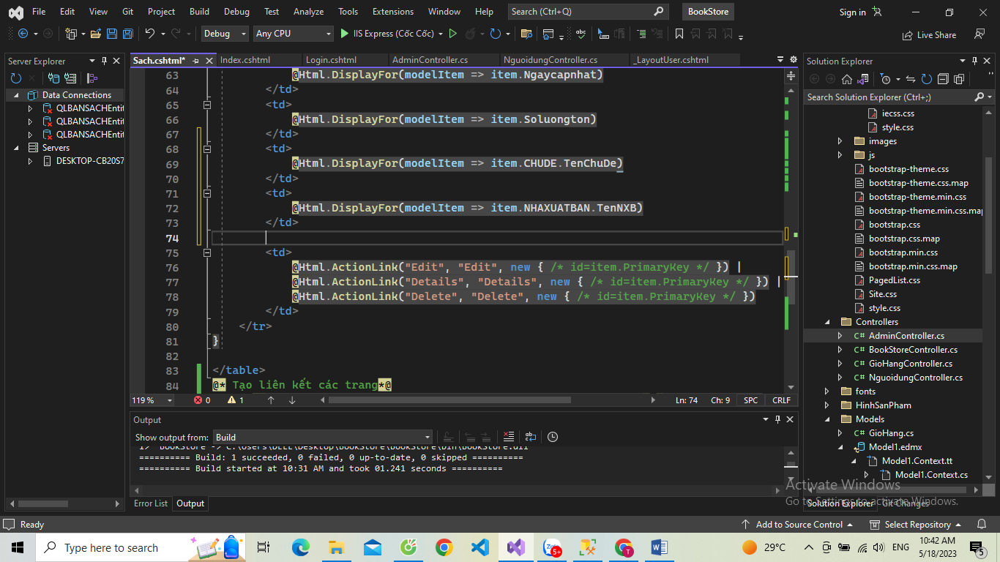 File Edit View Git Project Build Debug Test Analyze Tools Extensions Window Help Search (Ctrl+Q) BookStore Sign in
Debug Any CPU IIS Express (Cốc Cốc) Live Share
Server Explorer
Data Connections
QLBANSACHEntit
QLBANSACHEntit
QLBANSACHEntit
Servers
DESKTOP-CB20S7
Sach.cshtml* Index.cshtml Login.cshtml AdminController.cs NguoidungController.cs _LayoutUser.cshtml
63 @Html.DisplayFor(modelItem => item.Ngaycapnhat)
64 </td>
65 <td>
66 @Html.DisplayFor(modelItem => item.Soluongton)
67 </td>
68 <td>
69 @Html.DisplayFor(modelItem => item.CHUDE.TenChuDe)
70 </td>
71 <td>
72 @Html.DisplayFor(modelItem => item.NHAXUATBAN.TenNXB)
73 </td>
74
75 <td>
76 @Html.ActionLink("Edit", "Edit", new { /* id=item.PrimaryKey */ }) |
77 @Html.ActionLink("Details", "Details", new { /* id=item.PrimaryKey */ }) |
78 @Html.ActionLink("Delete", "Delete", new { /* id=item.PrimaryKey */ })
79 </td>
80 </tr>
81 }
82
83 </table>
84 @* Tạo liên kết các trang*@
119 % 0 1 Ln: 74 Ch: 9 SPC CRLF
Output
Show output from: Build
1> BookStore -> C:\Users\DELL\Desktop\BookStore\BookStore\bin\BookStore.dll
========== Build: 1 succeeded, 0 failed, 0 up-to-date, 0 skipped ==========
========== Build started at 10:31 AM and took 01.241 seconds ==========
Error List Output
Solution Explorer
Search Solution Explorer (Ctrl+;)
iecss.css
style.css
images
js
bootstrap-theme.css
bootstrap-theme.css.map
bootstrap-theme.min.css
bootstrap-theme.min.css.map
bootstrap.css
bootstrap.css.map
bootstrap.min.css
bootstrap.min.css.map
PagedList.css
Site.css
style.css
Controllers
C# AdminController.cs
C# BookStoreController.cs
C# GioHangController.cs
C# NguoidungController.cs
fonts
HinhSanPham
Models
C# GioHang.cs
Model1.edmx
Model1.Context.tt
Model1.Context.cs
Solution Explorer Git Changes
Activate Windows
Go to Settings to activate Windows.
Ready Add to Source Control Select Repository
Type here to search 5+ T W 29°C ENG 10:42 AM 5/18/2023 5